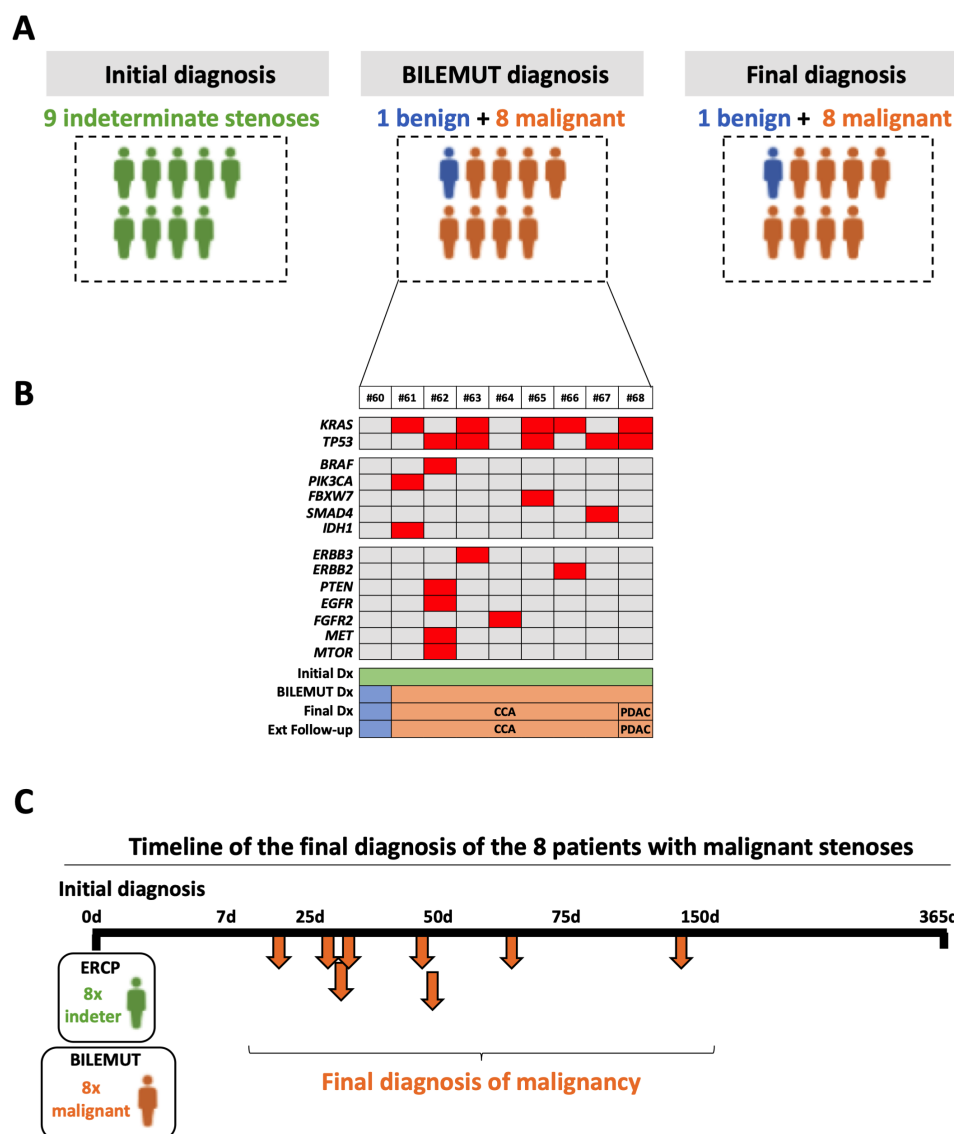 A
Initial diagnosis
BILEMUT diagnosis
Final diagnosis
9 indeterminate stenoses
1 benign + 8 malignant
1 benign + 8 malignant
B
#60 #61 #62 #63 #64 #65 #66 #67 #68
KRAS
TP53
BRAF
PIK3CA
FBXW7
SMAD4
IDH1
ERBB3
ERBB2
PTEN
EGFR
FGFR2
MET
MTOR
Initial Dx
BILEMUT Dx
Final Dx CCA PDAC
Ext Follow-up CCA PDAC
C
Timeline of the final diagnosis of the 8 patients with malignant stenoses
Initial diagnosis
0d 7d 25d 50d 75d 150d 365d
ERCP
8x
indeter
BILEMUT
8x
malignant
Final diagnosis of malignancy